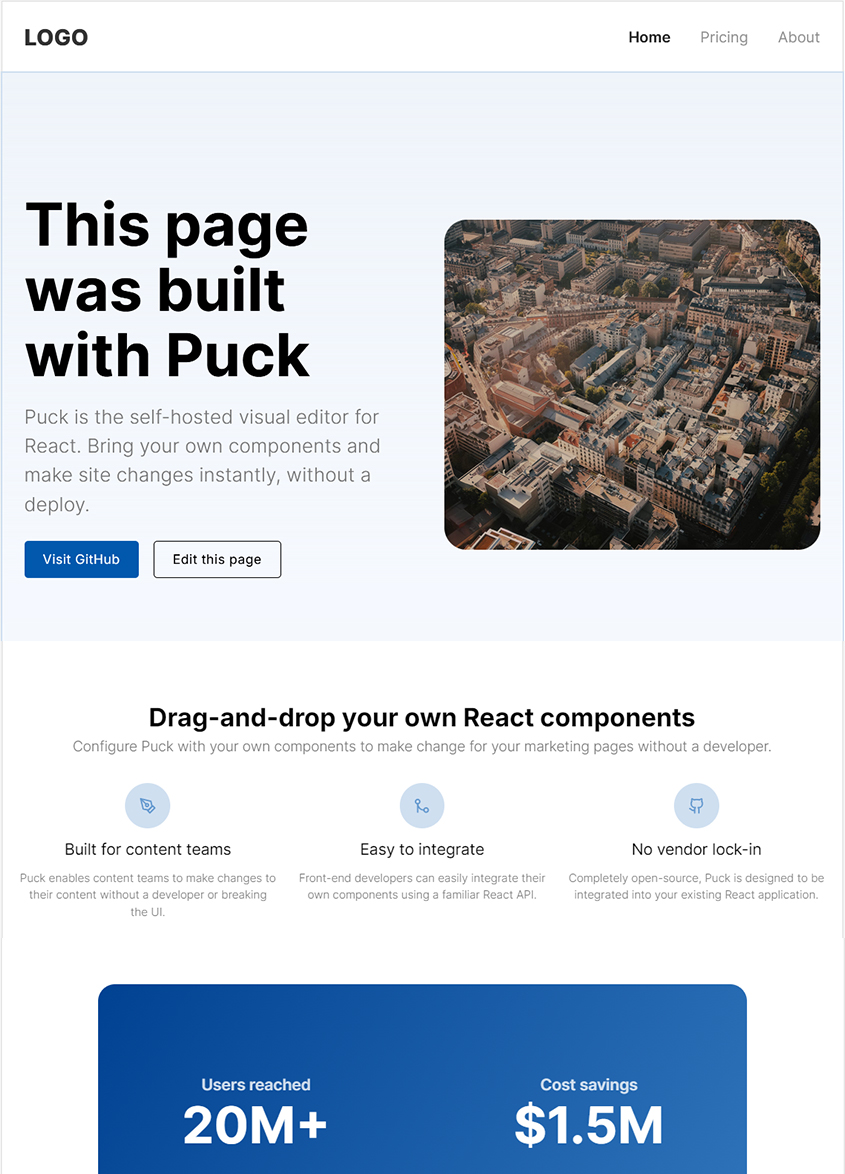 LOGO
Home Pricing About
This page
was built
with Puck
Puck is the self-hosted visual editor for
React. Bring your own components and
make site changes instantly, without a
deploy.
Visit GitHub Edit this page
Drag-and-drop your own React components
Configure Puck with your own components to make change for your marketing pages without a developer.
Built for content teams
Puck enables content teams to make changes to
their content without a developer or breaking
the UI.
Easy to integrate
Front-end developers can easily integrate their
own components using a familiar React API.
No vendor lock-in
Completely open-source, Puck is designed to be
integrated into your existing React application.
Users reached
20M+
Cost savings
$1.5M